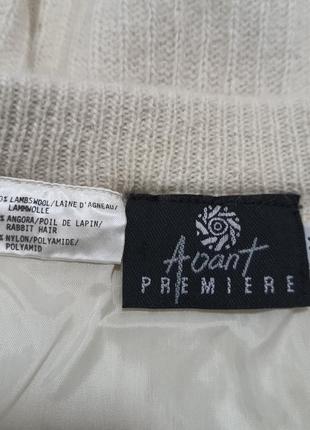 % LAMBSWOOL/LAINE D'AGNEAU/
LAMMWOLLE
% ANGORA/POIL DE LAPIN/
RABBIT HAIR
% NYLON/POLYAMIDE/
POLYAMID
Avant
PREMIERE